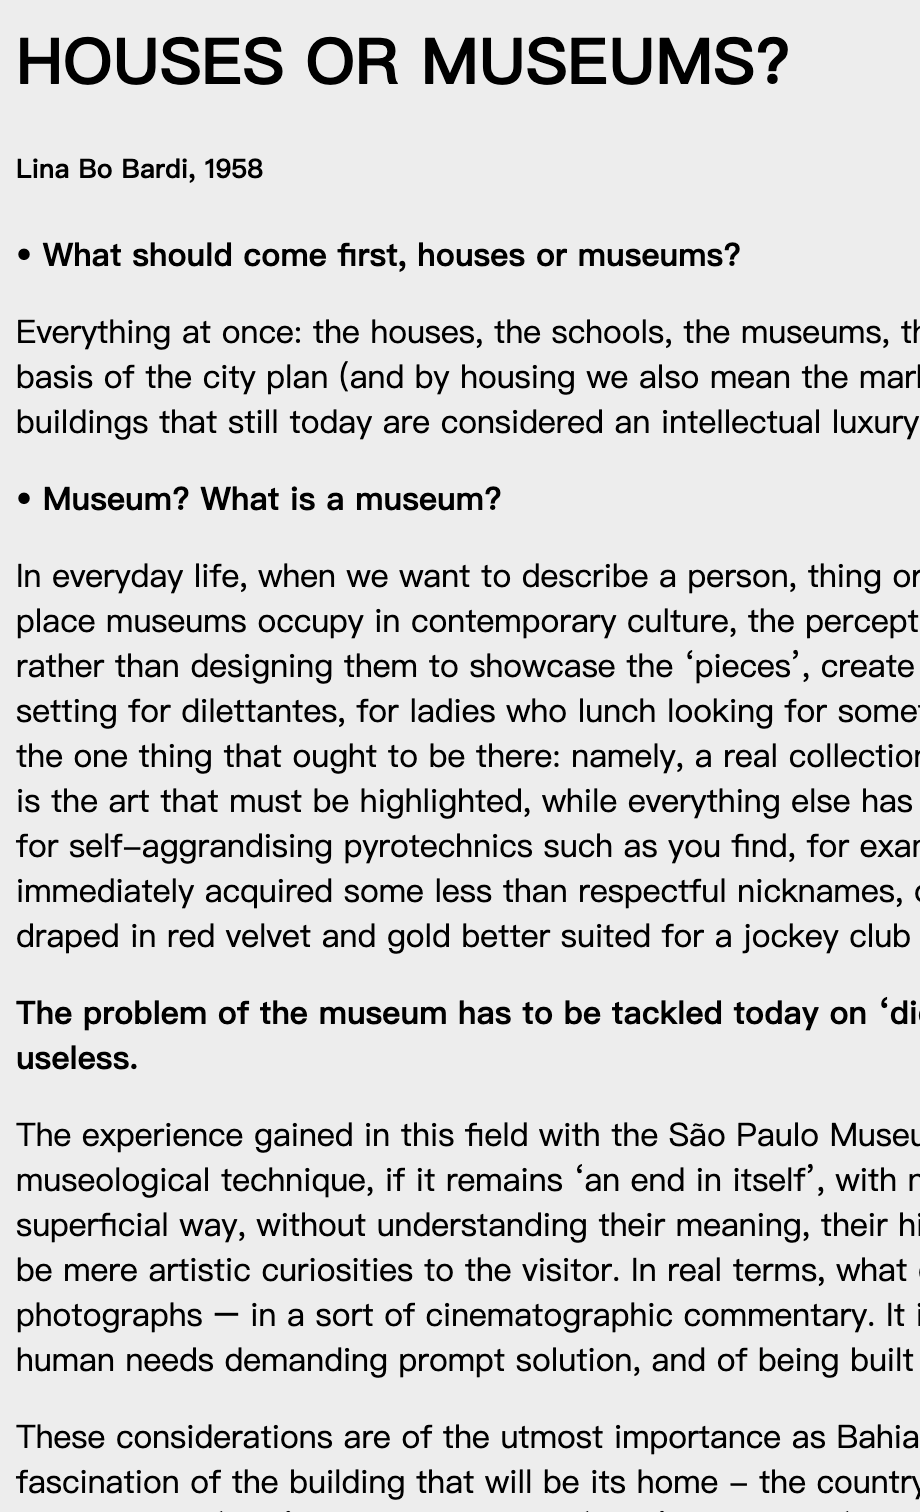 HOUSES OR MUSEUMS?
Lina Bo Bardi, 1958
• What should come first, houses or museums?
Everything at once: the houses, the schools, the museums, th
basis of the city plan (and by housing we also mean the mar
buildings that still today are considered an intellectual luxury
• Museum? What is a museum?
In everyday life, when we want to describe a person, thing or
place museums occupy in contemporary culture, the percept
rather than designing them to showcase the ‘pieces’, create
setting for dilettantes, for ladies who lunch looking for some
the one thing that ought to be there: namely, a real collection
is the art that must be highlighted, while everything else has
for self–aggrandising pyrotechnics such as you find, for exa
immediately acquired some less than respectful nicknames,
draped in red velvet and gold better suited for a jockey club
The problem of the museum has to be tackled today on ‘di
useless.
The experience gained in this field with the São Paulo Museu
museological technique, if it remains ‘an end in itself’, with
superficial way, without understanding their meaning, their hi
be mere artistic curiosities to the visitor. In real terms, what
photographs — in a sort of cinematographic commentary. It i
human needs demanding prompt solution, and of being built
These considerations are of the utmost importance as Bahia
fascination of the building that will be its home – the country